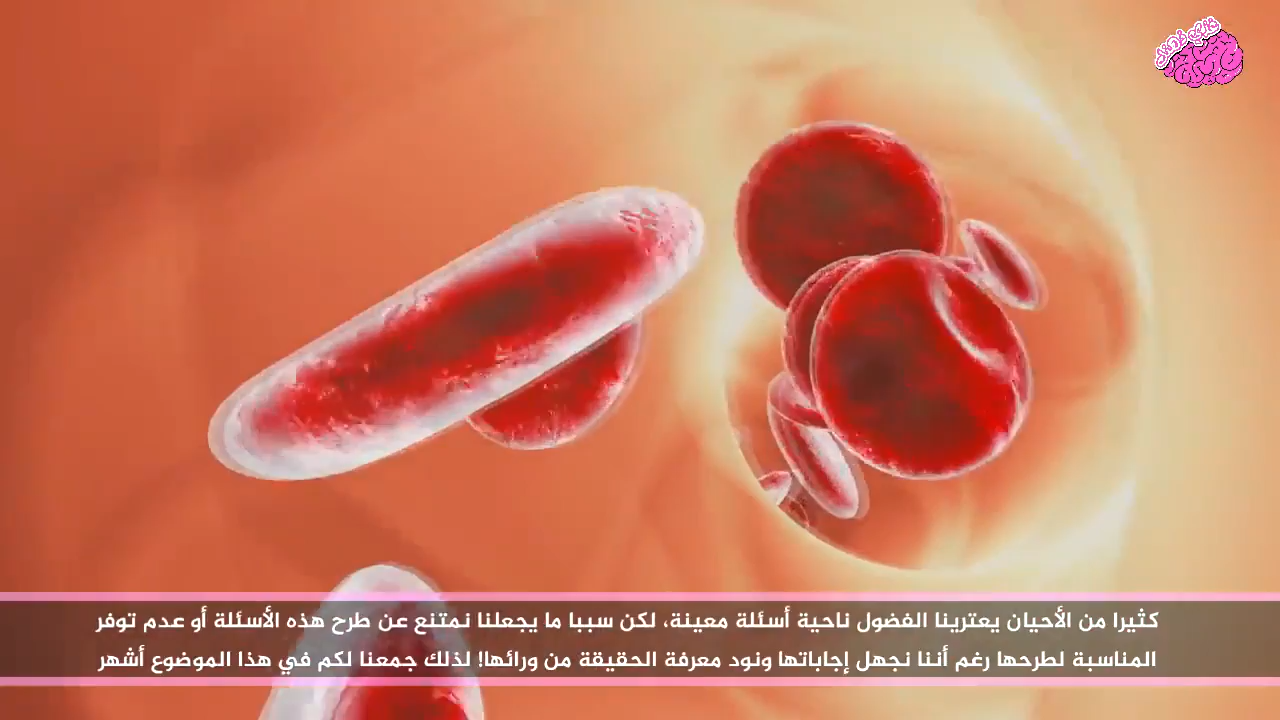 كثيرا من الأحيان يعترينا الفضول ناحية أسئلة معينة، لكن سببا ما يجعلنا نمتنع عن طرح هذه الأسئلة أو عدم توفر
المناسبة لطرحها رغم أننا نجهل إجاباتها ونود معرفة الحقيقة من ورائها! لذلك جمعنا لكم في هذا الموضوع أشهر